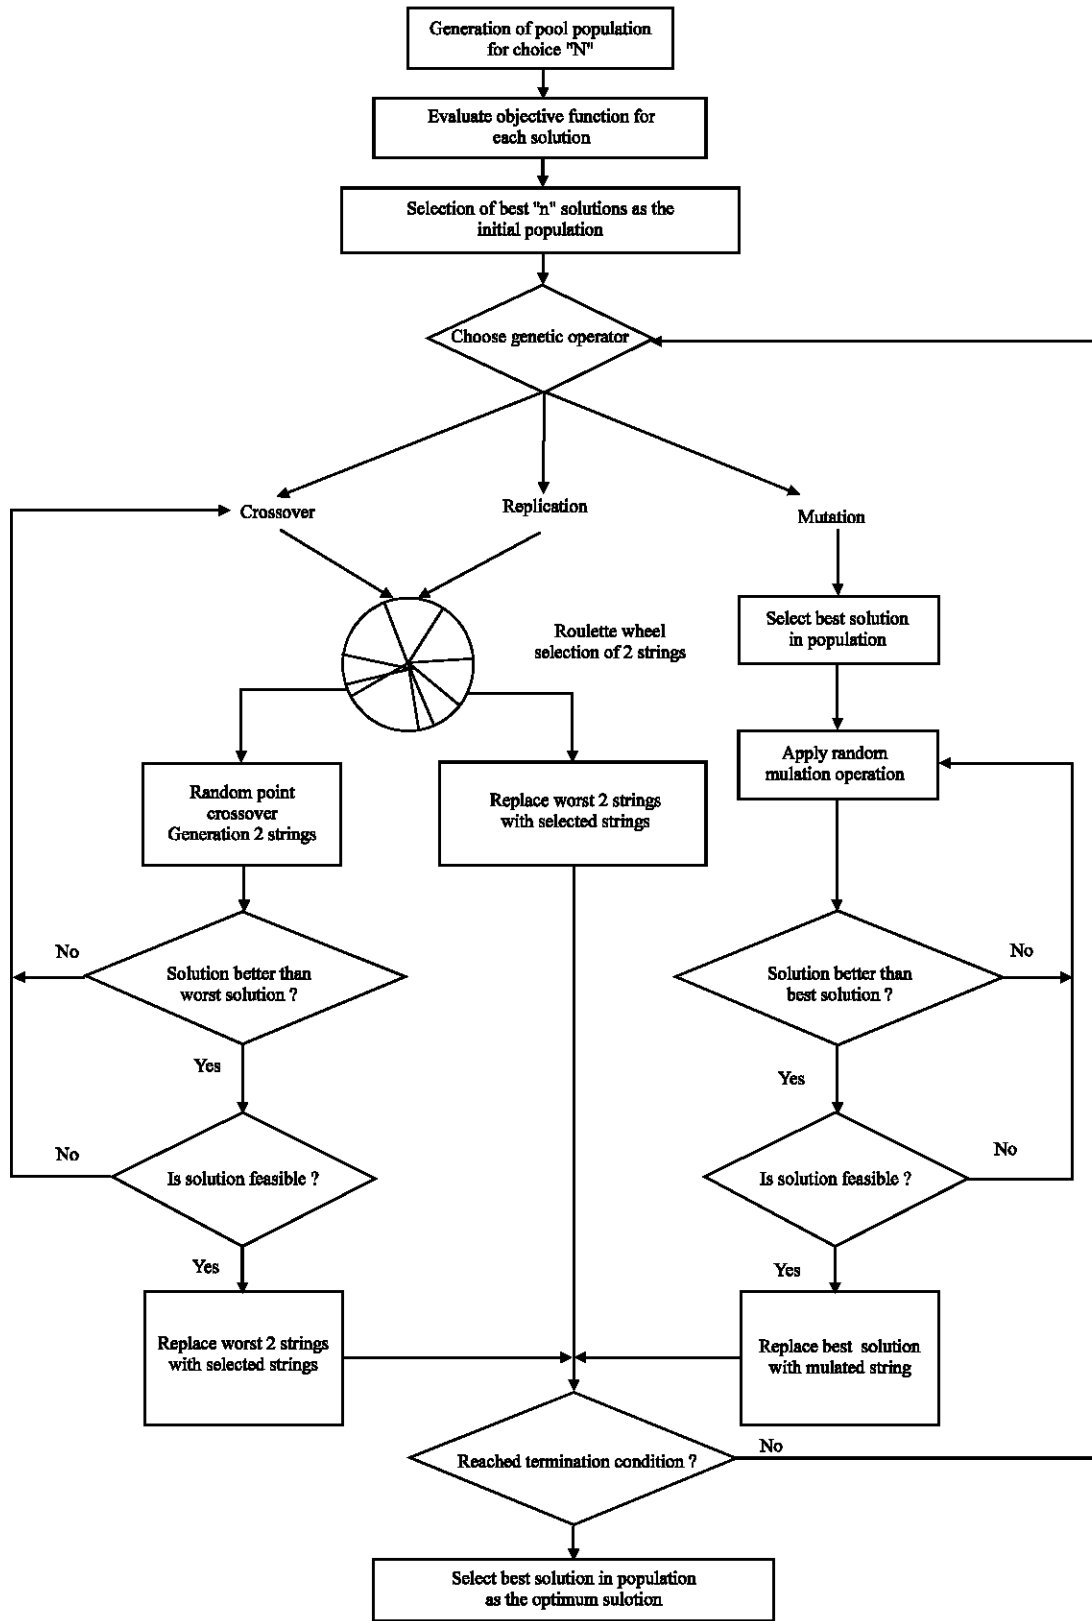 Generation of pool population
for choice "N"
Evaluate objective function for
each solution
Selection of best "n" solutions as the
initial population
Choose genetic operator
Crossover
Replication
Mutation
Roulette wheel
selection of 2 strings
Select best solution
in population
Random point
crossover
Generation 2 strings
Replace worst 2 strings
with selected strings
Apply random
mulation operation
No
Solution better than
worst solution ?
Yes
No
Solution better than
best solution ?
Yes
No
Is solution feasible ?
Yes
No
Is solution feasible ?
Yes
Replace worst 2 strings
with selected strings
Replace best solution
with mulated string
Reached termination condition ?
No
Select best solution in population
as the optimum sulotion